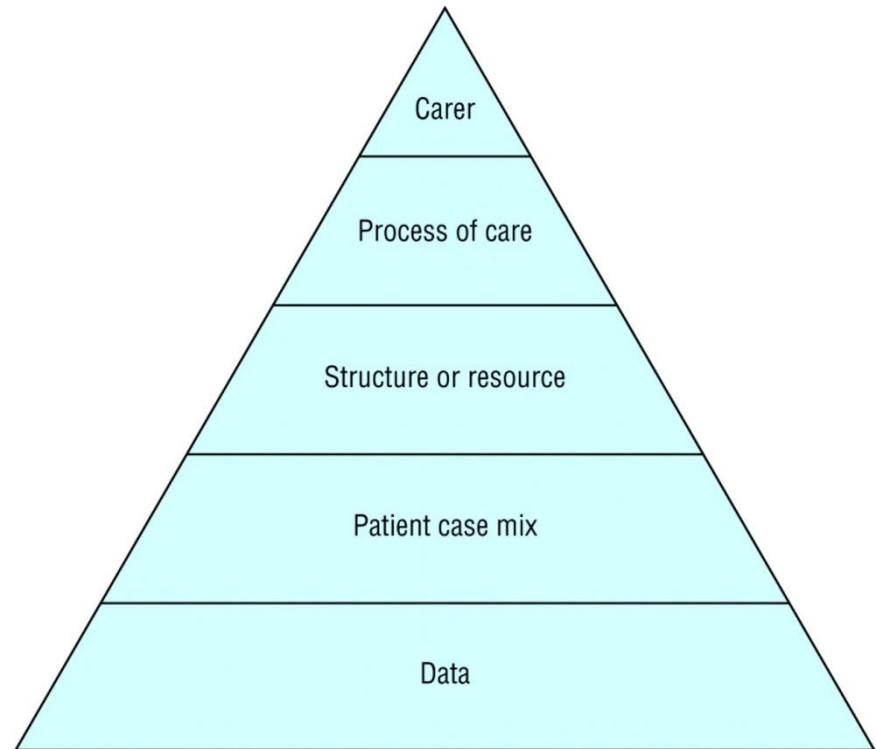 Carer
Process of care
Structure or resource
Patient case mix
Data